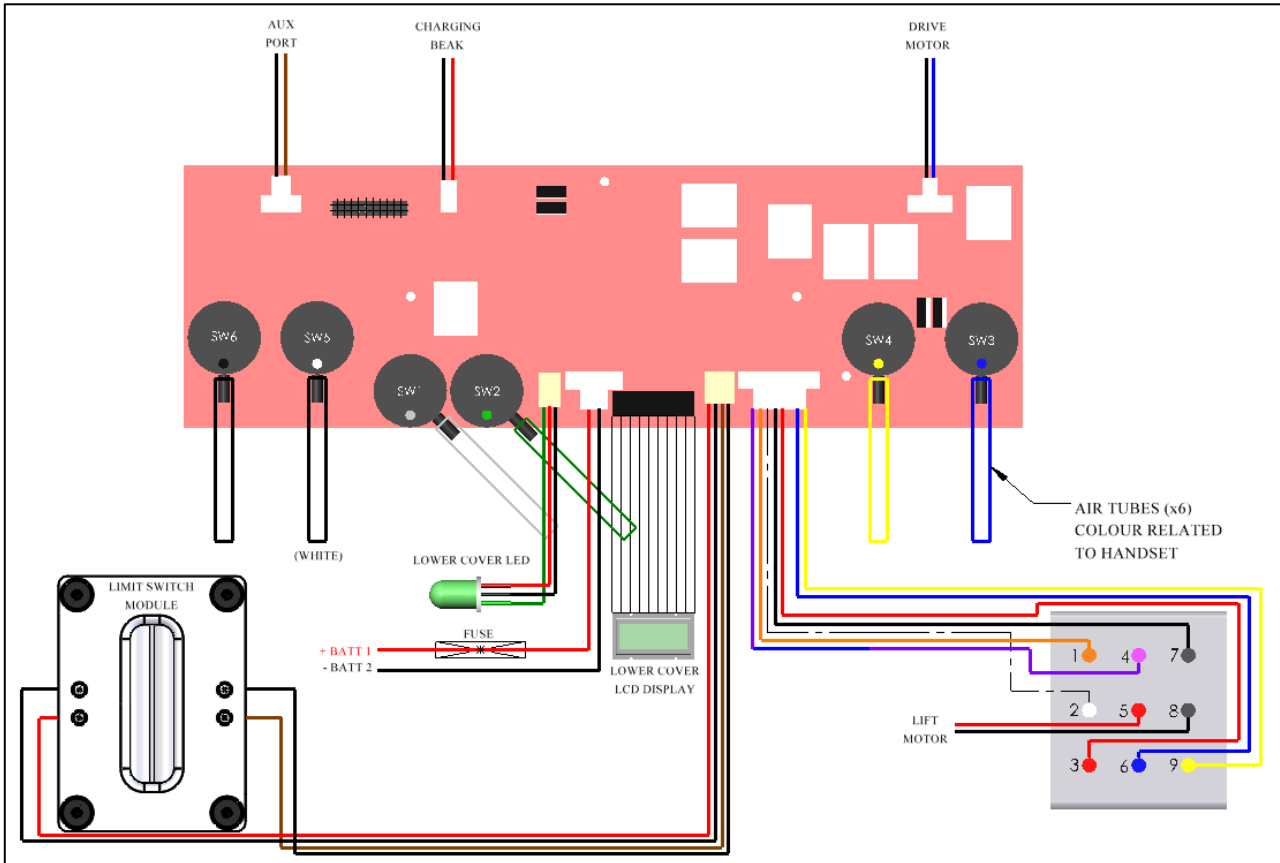 AUX
PORT
CHARGING
BEAK
DRIVE
MOTOR
SW6
SW5
SW1
SW2
SW4
SW3
(WHITE)
AIR TUBES (x6)
COLOUR RELATED
TO HANDSET
LOWER COVER LED
LIMIT SWITCH
MODULE
FUSE
+ BATT 1
- BATT 2
LOWER COVER
LCD DISPLAY
LIFT
MOTOR
1 4 7
2 5 8
3 6 9